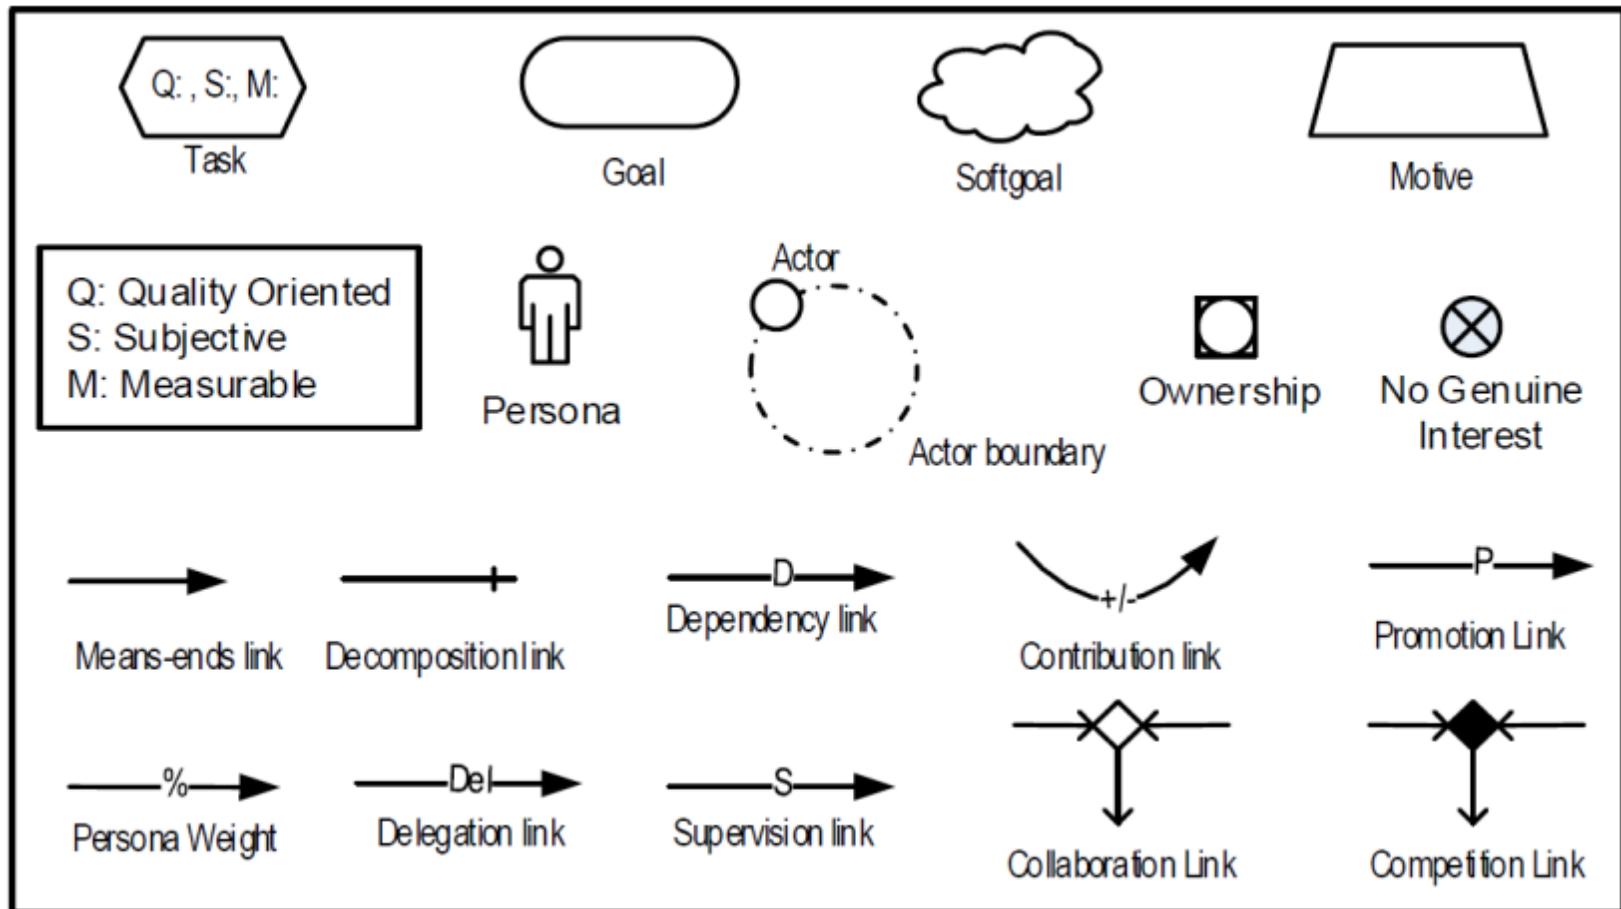 Q: , S:, M:
Task
Goal
Softgoal
Motive
Q: Quality Oriented
S: Subjective
M: Measurable
Persona
Actor
Actor boundary
Ownership
No Genuine
Interest
Means-ends link
Decomposition link
D
Dependency link
+/-
Contribution link
P
Promotion Link
%
Persona Weight
Del
Delegation link
S
Supervision link
Collaboration Link
Competition Link